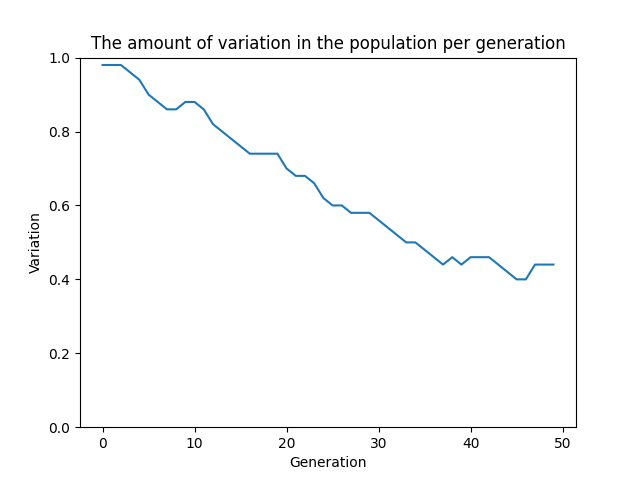 The amount of variation in the population per generation
1.0
0.8
0.6
0.4
0.2
0.0
Variation
0 10 20 30 40 50
Generation